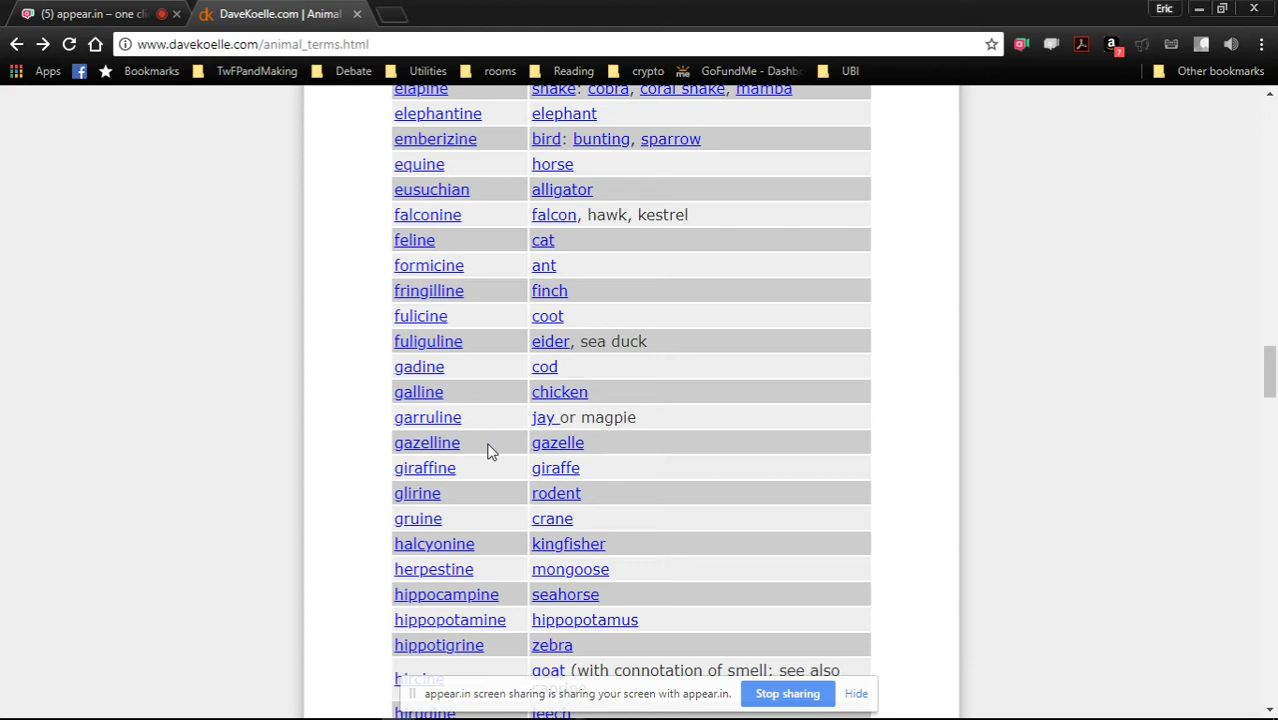 (5) appear.in – one cli
DaveKoelle.com | Animal
Eric
www.davekoelle.com/animal_terms.html
7
Apps Bookmarks TwFPandMaking Debate Utilities rooms Reading crypto me GoFundMe - Dashbo UBI Other bookmarks
elapine snake: cobra, coral snake, mamba
elephantine elephant
emberizine bird: bunting, sparrow
equine horse
eusuchian alligator
falconine falcon, hawk, kestrel
feline cat
formicine ant
fringilline finch
fulicine coot
fuliguline eider, sea duck
gadine cod
galline chicken
garruline jay or magpie
gazelline gazelle
giraffine giraffe
glirine rodent
gruine crane
halcyonine kingfisher
herpestine mongoose
hippocampine seahorse
hippopotamine hippopotamus
hippotigrine zebra
hircine goat (with connotation of smell; see also
appear.in screen sharing is sharing your screen with appear.in. Stop sharing Hide
hirudine leech